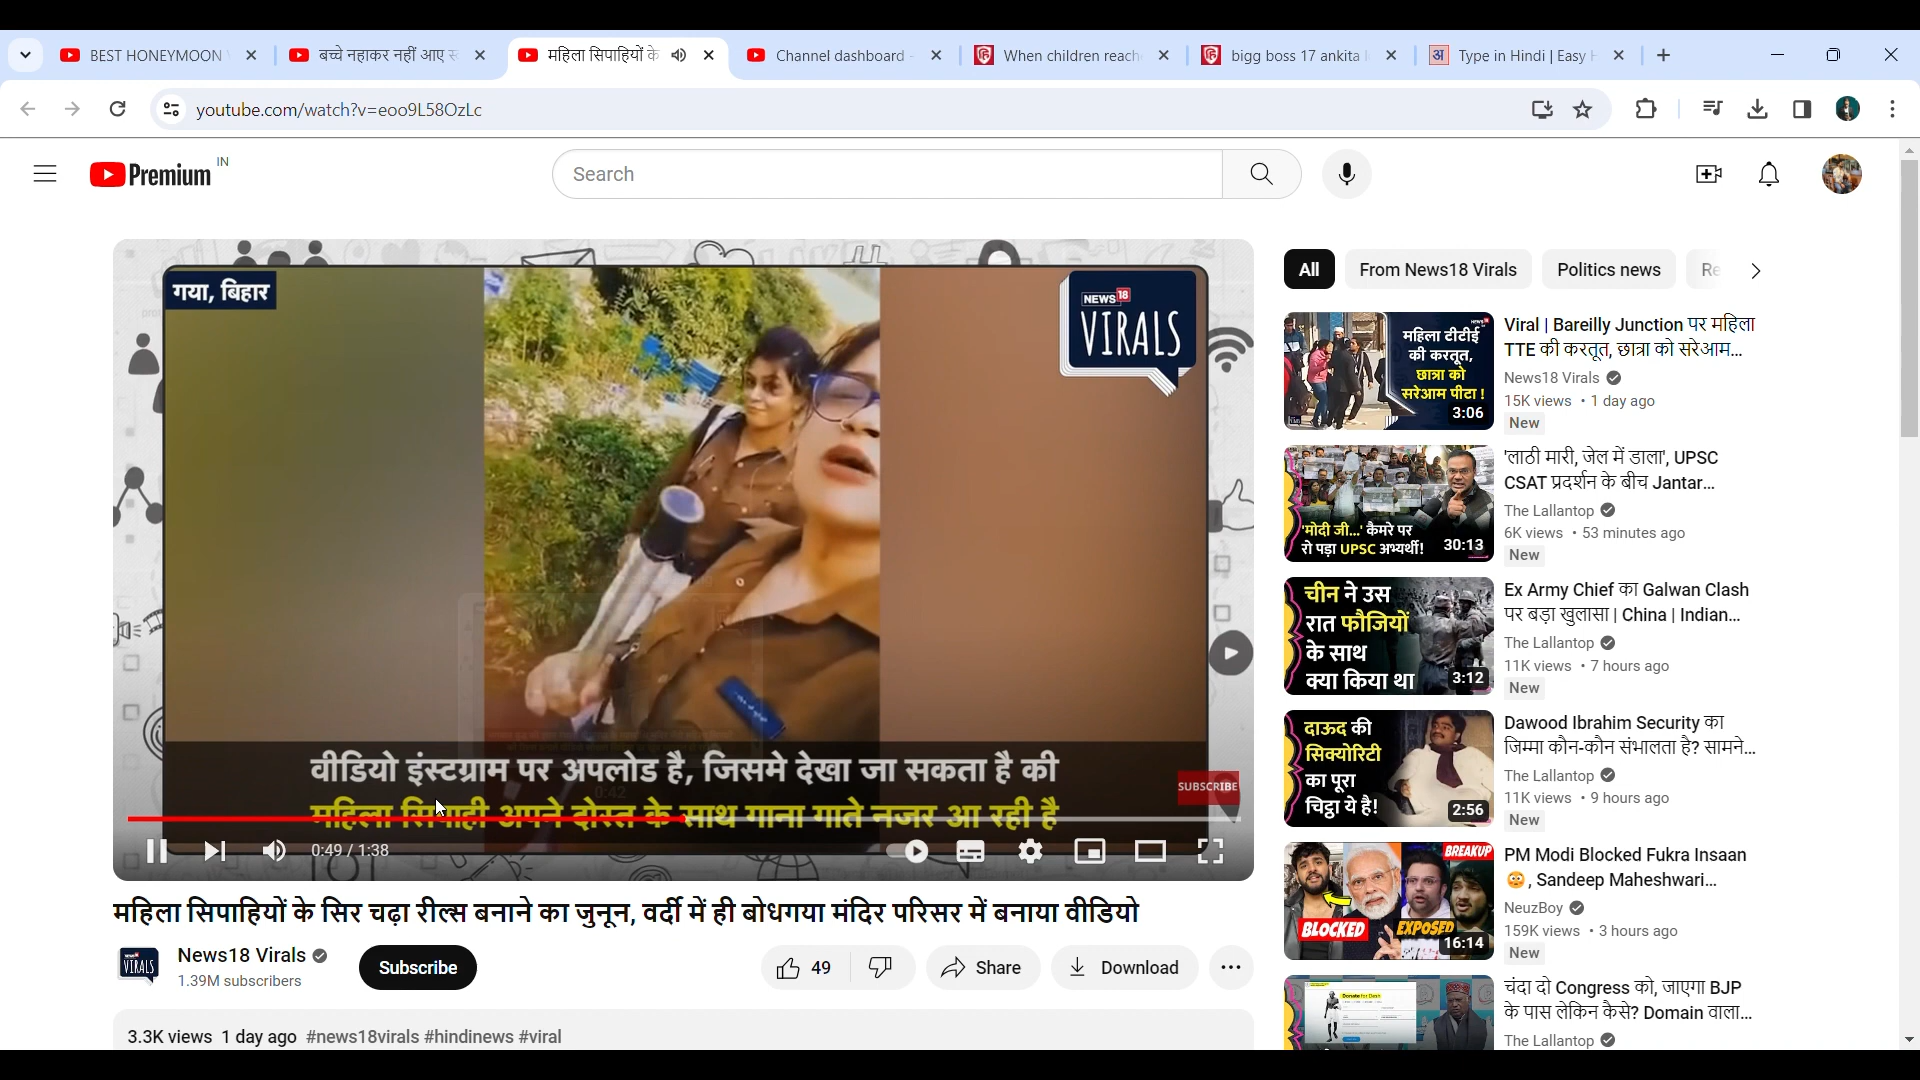 BEST HONEYMOON
बच्चे नहाकर नहीं आए
महिला सिपाहियों के
Channel dashboard -
When children reach
bigg boss 17 ankita
Type in Hindi | Easy
youtube.com/watch?v=eoo9L58OzLc
Premium IN
Search
गया, बिहार
NEWS18
VIRALS
वीडियो इंस्टग्राम पर अपलोड है, जिसमे देखा जा सकता है की
महिला सिपाही अपने दोस्त के साथ गाना गाते नजर आ रही है
SUBSCRIBE
0:49 / 1:38
महिला सिपाहियों के सिर चढ़ा रील्स बनाने का जुनून, वर्दी में ही बोधगया मंदिर परिसर में बनाया वीडियो
News18 Virals
1.39M subscribers
Subscribe
49
Share
Download
3.3K views 1 day ago #news18virals #hindinews #viral
All
From News18 Virals
Politics news
Re
महिला टीटीई
की करतूत,
छात्रा को
सरेआम पीटा !
3:06
Viral | Bareilly Junction पर महिला
TTE की करतूत, छात्रा को सरेआम...
News18 Virals
15K views • 1 day ago
New
'मोदी जी...' कैमरे पर
रो पड़ा UPSC अभ्यर्थी!
30:13
'लाठी मारी, जेल में डाला', UPSC
CSAT प्रदर्शन के बीच Jantar...
The Lallantop
6K views • 53 minutes ago
New
चीन ने उस
रात फौजियों
के साथ
क्या किया था
3:12
Ex Army Chief का Galwan Clash
पर बड़ा खुलासा | China | Indian...
The Lallantop
11K views • 7 hours ago
New
दाऊद की
सिक्योरिटी
का पूरा
चिट्ठा ये है!
2:56
Dawood Ibrahim Security का
जिम्मा कौन-कौन संभालता है? सामने...
The Lallantop
11K views • 9 hours ago
New
BREAKUP
BLOCKED
EXPOSED
16:14
PM Modi Blocked Fukra Insaan
😳, Sandeep Maheshwari...
NeuzBoy
159K views • 3 hours ago
New
Donate for Desh
चंदा दो Congress को, जाएगा BJP
के पास लेकिन कैसे? Domain वाला...
The Lallantop